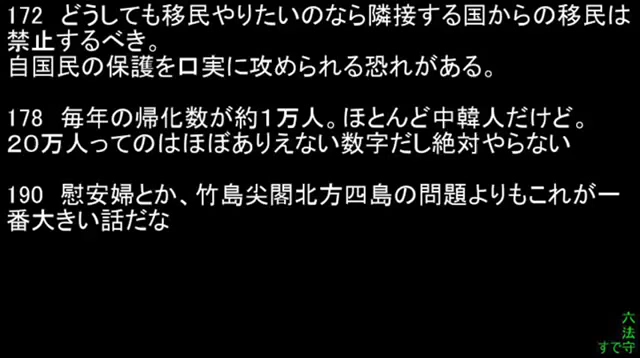 172　どうしても移民やりたいのなら隣接する国からの移民は
禁止するべき。
自国民の保護を口実に攻められる恐れがある。
178　毎年の帰化数が約１万人。ほとんど中韓人だけど。
２０万人ってのはほぼありえない数字だし絶対やらない
190　慰安婦とか、竹島尖閣北方四島の問題よりもこれが一
番大きい話だな
六
法
すで守